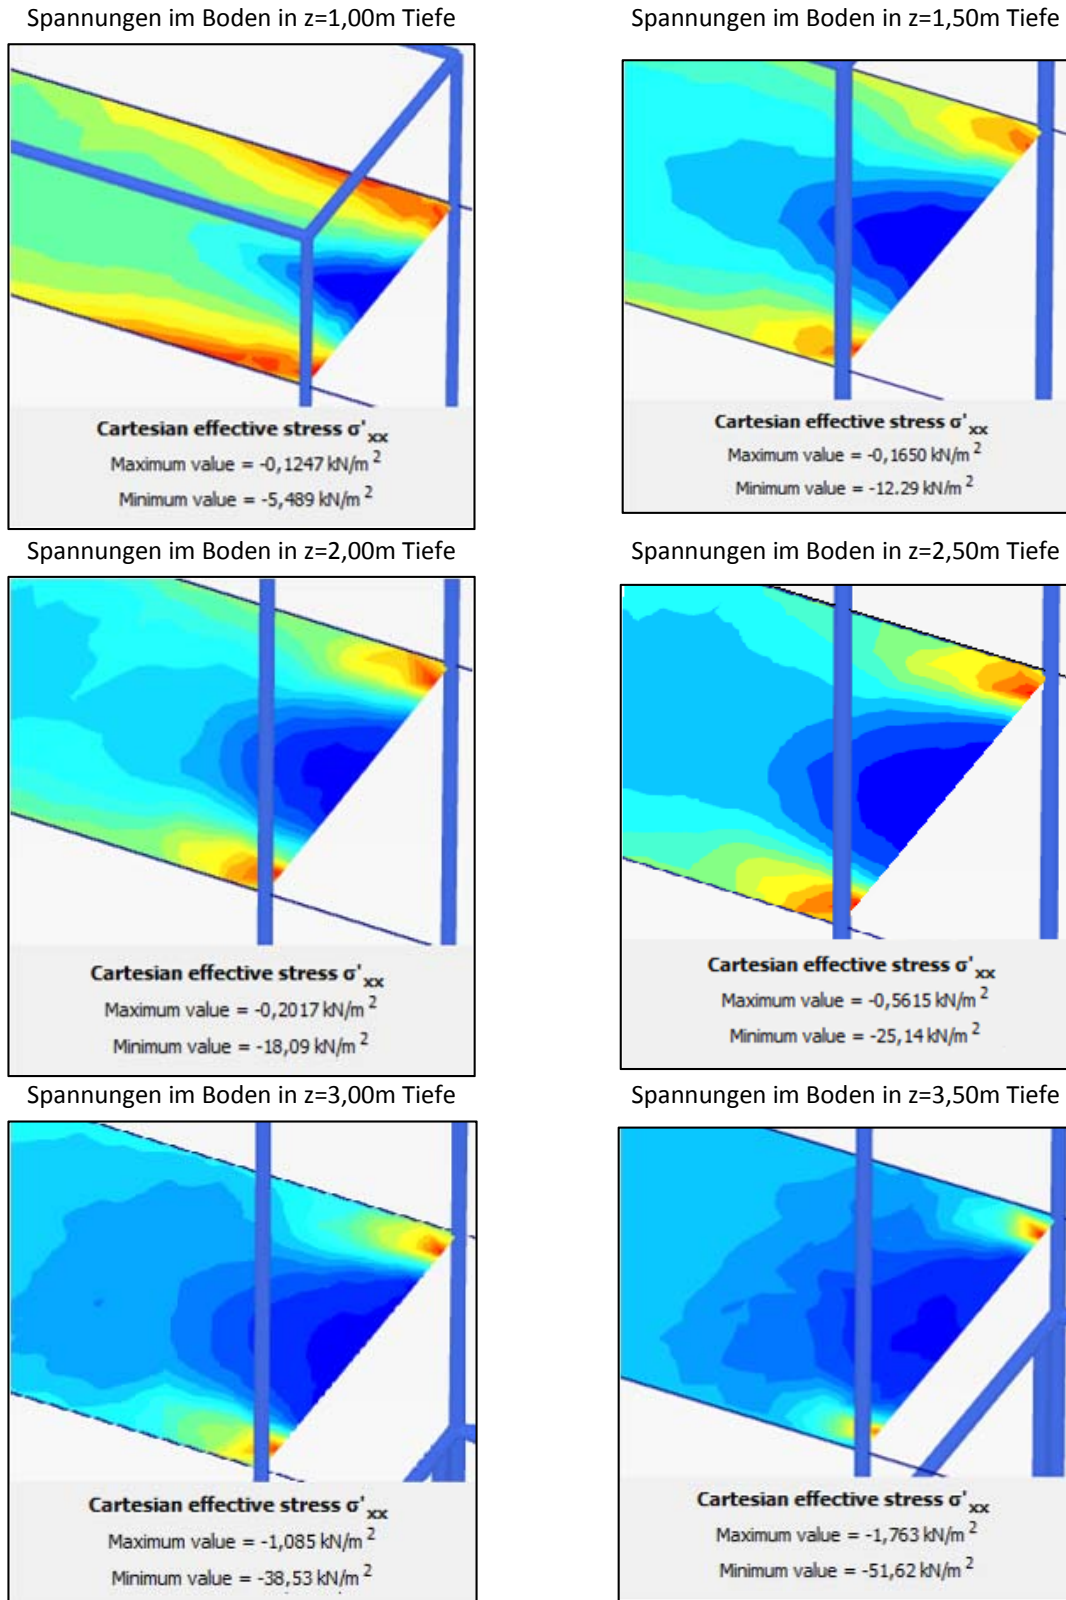 Spannungen im Boden in z=1,00m Tiefe
Cartesian effective stress σ'xx
Maximum value = -0,1247 kN/m 2
Minimum value = -5,489 kN/m 2
Spannungen im Boden in z=1,50m Tiefe
Cartesian effective stress σ'xx
Maximum value = -0,1650 kN/m 2
Minimum value = -12.29 kN/m 2
Spannungen im Boden in z=2,00m Tiefe
Cartesian effective stress σ'xx
Maximum value = -0,2017 kN/m 2
Minimum value = -18,09 kN/m 2
Spannungen im Boden in z=2,50m Tiefe
Cartesian effective stress σ'xx
Maximum value = -0,5615 kN/m 2
Minimum value = -25,14 kN/m 2
Spannungen im Boden in z=3,00m Tiefe
Cartesian effective stress σ'xx
Maximum value = -1,085 kN/m 2
Minimum value = -38,53 kN/m 2
Spannungen im Boden in z=3,50m Tiefe
Cartesian effective stress σ'xx
Maximum value = -1,763 kN/m 2
Minimum value = -51,62 kN/m 2